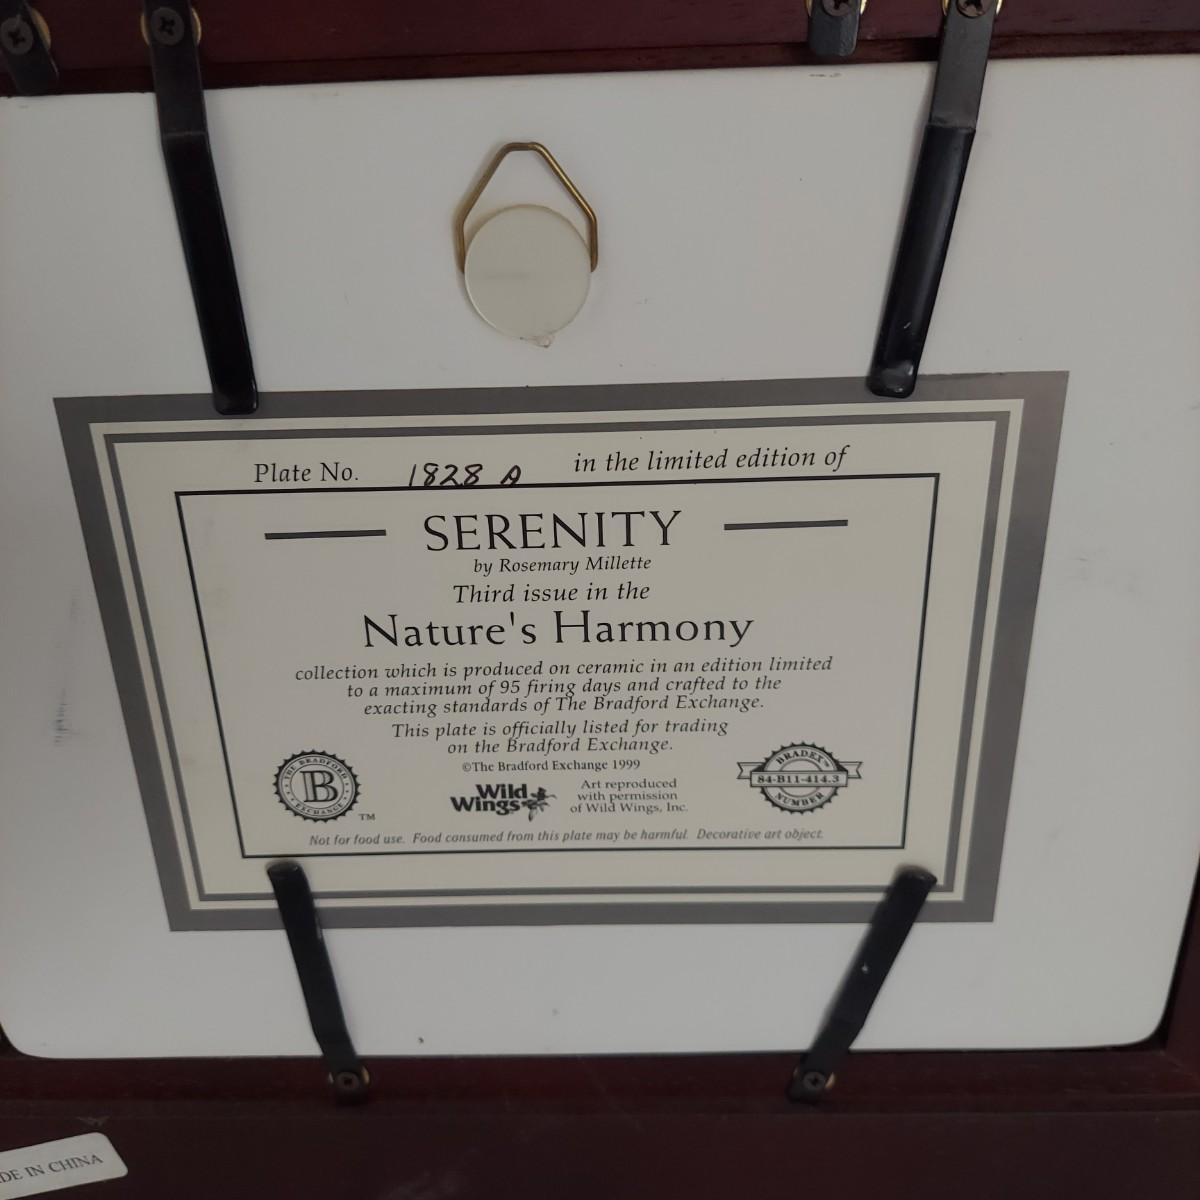 Plate No. 1828 A in the limited edition of
SERENITY
by Rosemary Millette
Third issue in the
Nature's Harmony
collection which is produced on ceramic in an edition limited
to a maximum of 95 firing days and crafted to the
exacting standards of The Bradford Exchange.
This plate is officially listed for trading
on the Bradford Exchange.
©The Bradford Exchange 1999
THE BRADFORD
B
EXCHANGE
TM
Wild
Wings
Art reproduced
with permission
of Wild Wings, Inc.
BRADEX™
84-B11-414.3
NUMBER
Not for food use. Food consumed from this plate may be harmful. Decorative art object.
DE IN CHINA